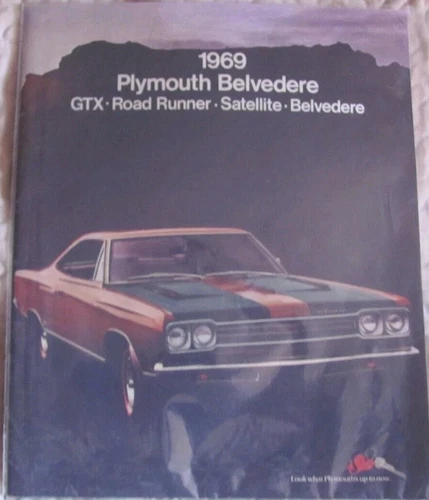 1969
Plymouth Belvedere
GTX · Road Runner · Satellite · Belvedere
Look what Plymouth's up to now.